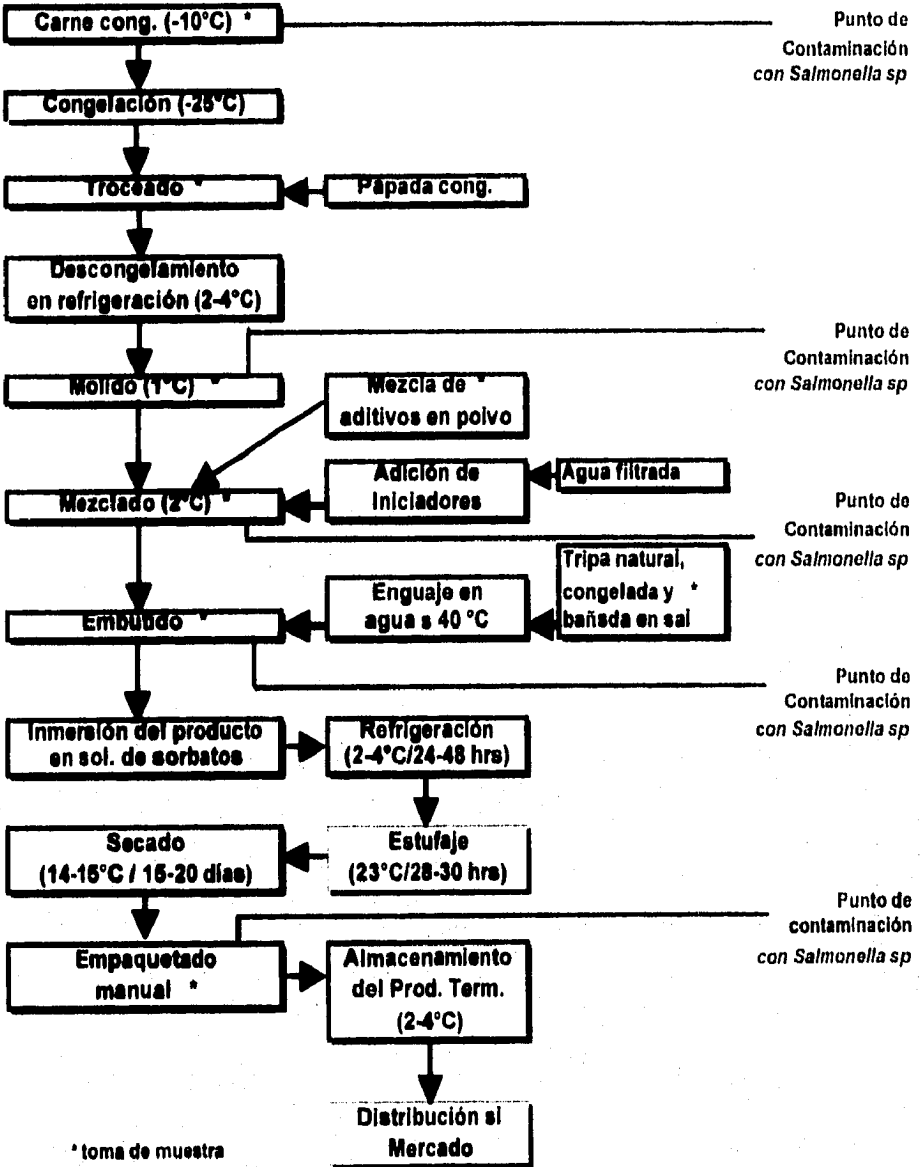 Carne cong. (-10°C) *
Punto de
Contaminación
con Salmonella sp
Congelación (-25°C)
Troceado *
Papada cong.
Descongelamiento
en refrigeración (2-4°C)
Punto de
Contaminación
con Salmonella sp
Molido (1°C) *
Mezcla de *
aditivos en polvo
Adición de
Iniciadores
Agua filtrada
Mezclado (2°C) *
Punto de
Contaminación
con Salmonella sp
Tripa natural,
congelada y *
bañsda en sal
Enguaje en
agua s 40 °C
Embutido *
Punto de
Contaminación
con Salmonella sp
Inmersión del producto
en sol. de sorbatos
Refrigeración
(2-4°C/24-48 hrs)
Secado
(14-15°C / 15-20 días)
Estufaje
(23°C/28-30 hrs)
Punto de
contaminación
con Salmonella sp
Empaquetado
manual *
Almacenamiento
del Prod. Term.
(2-4°C)
Distribución si
Mercado
* toma de muestra